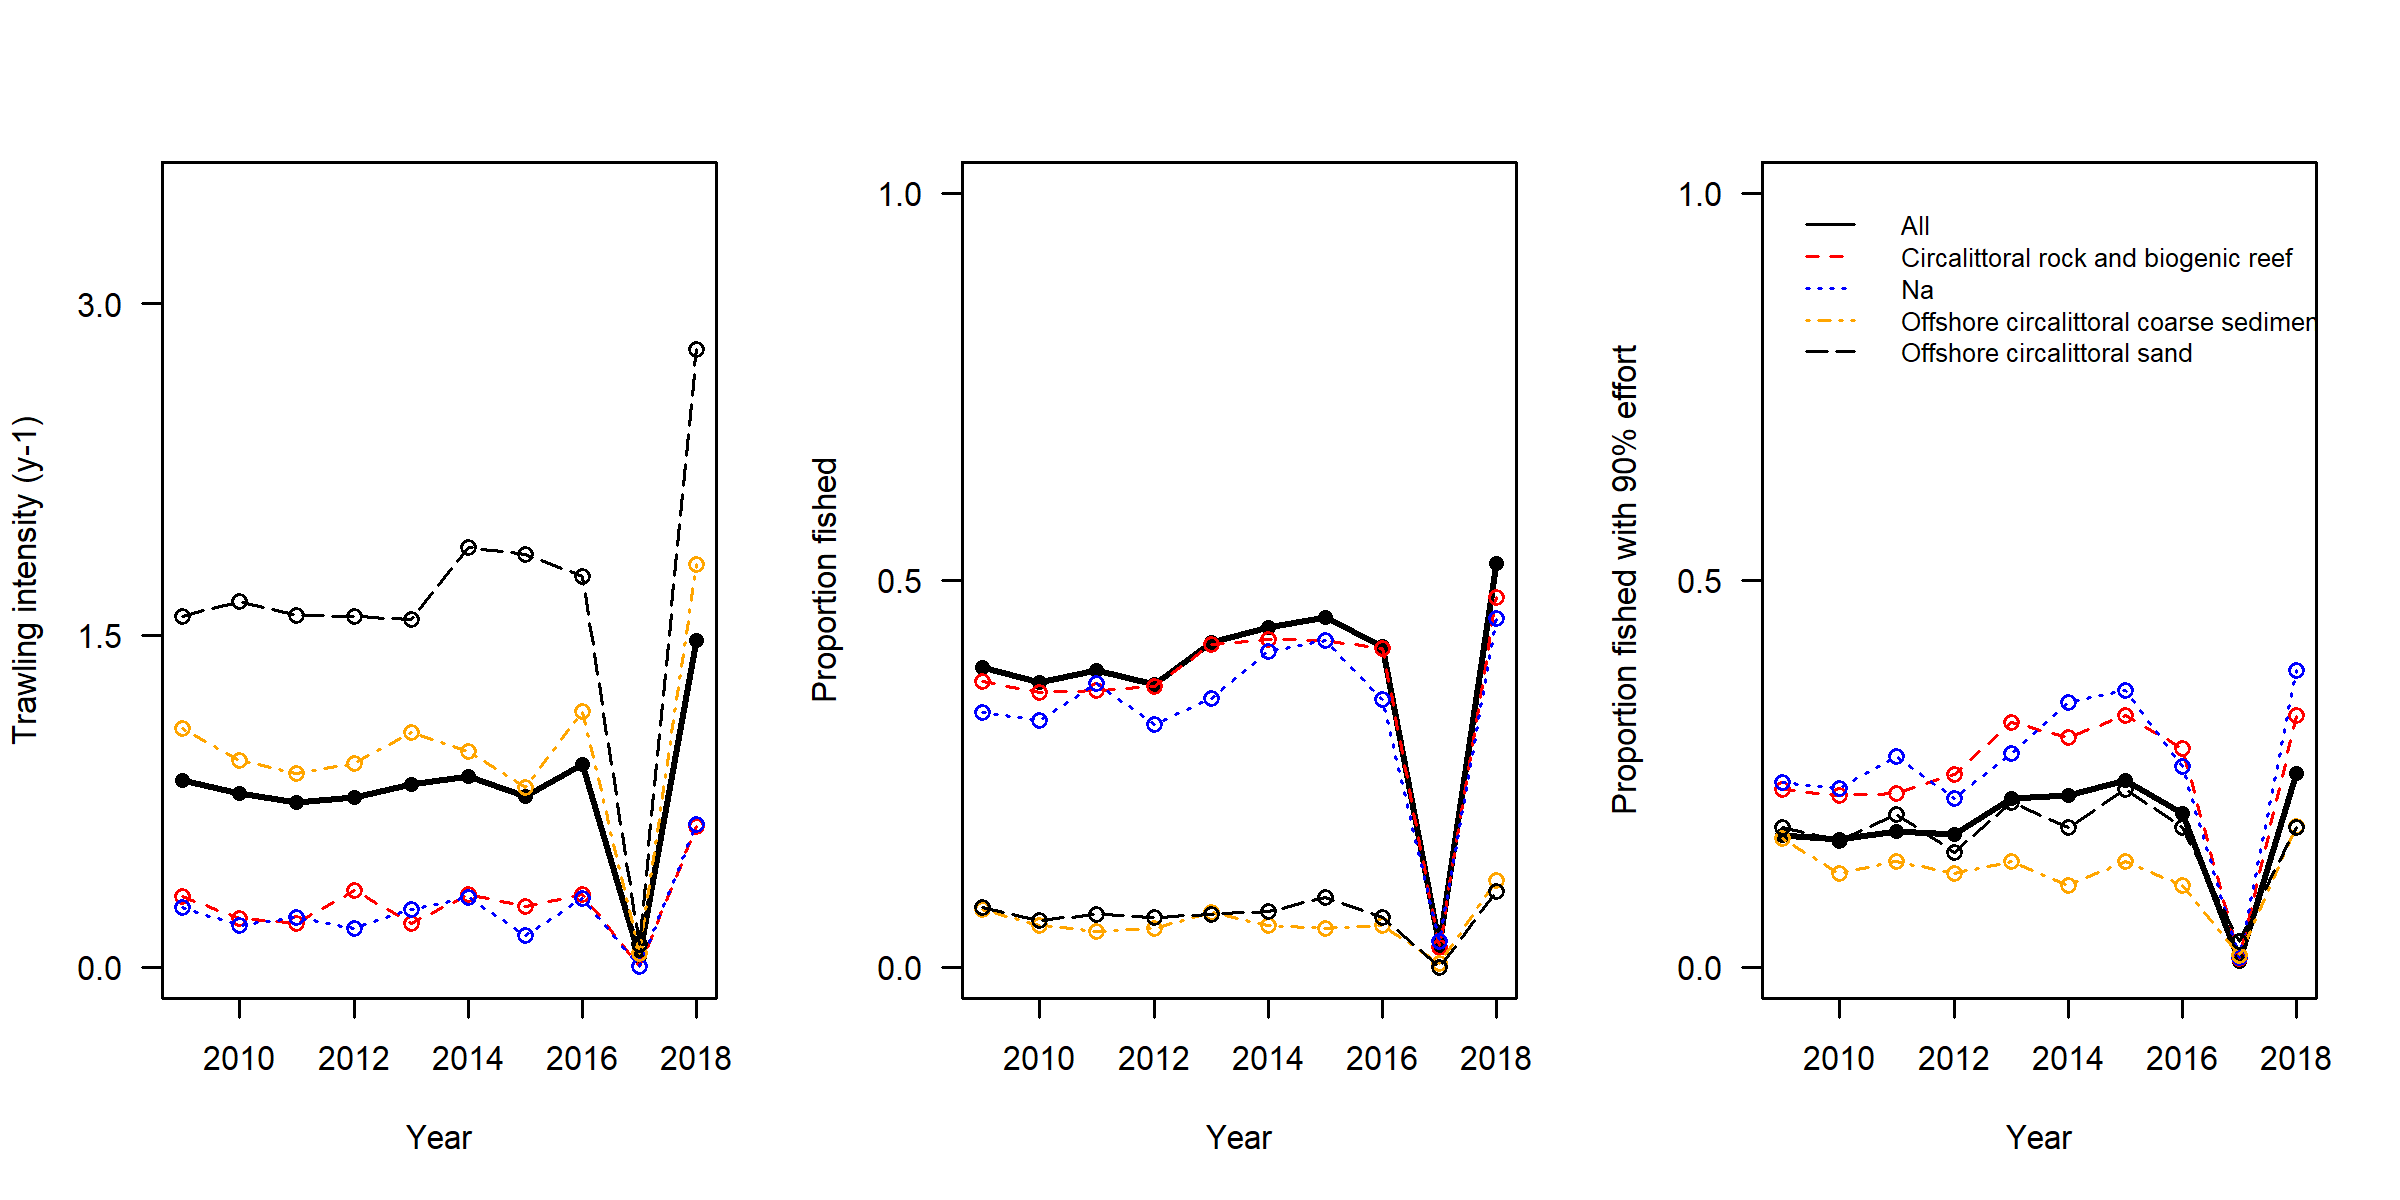 Trawling intensity (y-1)
3.0
1.5
0.0
2010 2012 2014 2016 2018
Year
Proportion fished
1.0
0.5
0.0
2010 2012 2014 2016 2018
Year
Proportion fished with 90% effort
1.0
0.5
0.0
All
Circalittoral rock and biogenic reef
Na
Offshore circalittoral coarse sedimen
Offshore circalittoral sand
2010 2012 2014 2016 2018
Year